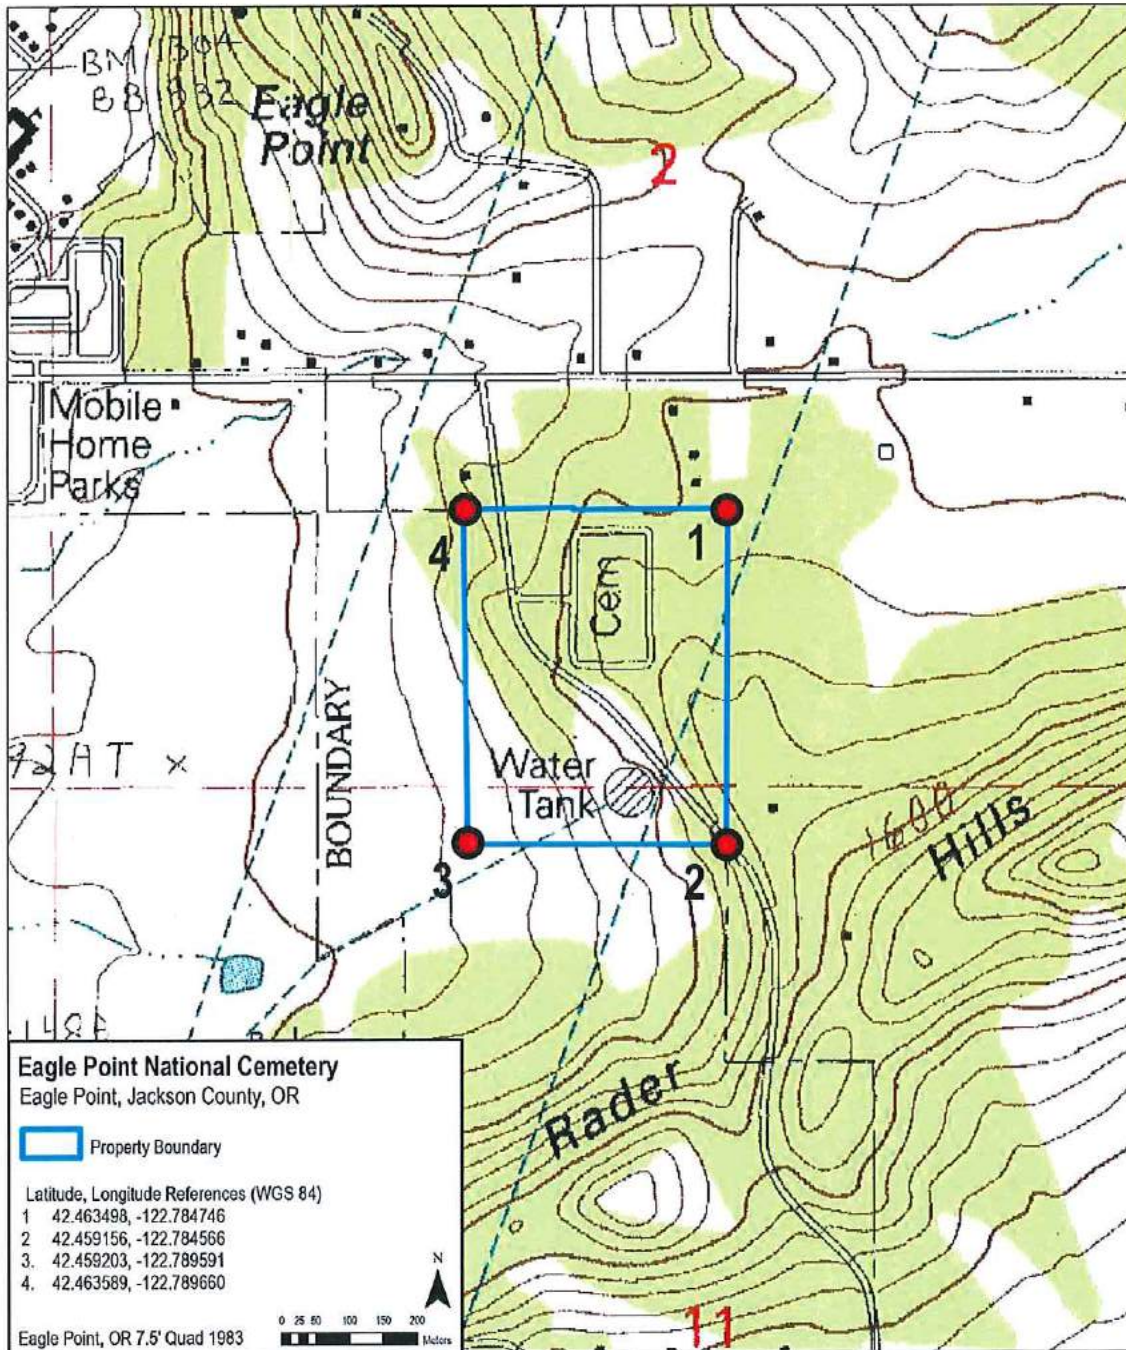 BM 1304
BB 1332
Eagle
Point
2
Mobile
Home
Parks
4
1
Cem
BOUNDARY
Water
Tank
1600
Hills
3
2
Rader
Eagle Point National Cemetery
Eagle Point, Jackson County, OR
Property Boundary
Latitude, Longitude References (WGS 84)
1 42.463498, -122.784746
2 42.459156, -122.784566
3. 42.459203, -122.789591
4. 42.463589, -122.789660
N
0 25 50 100 150 200
Meters
Eagle Point, OR 7.5' Quad 1983
11